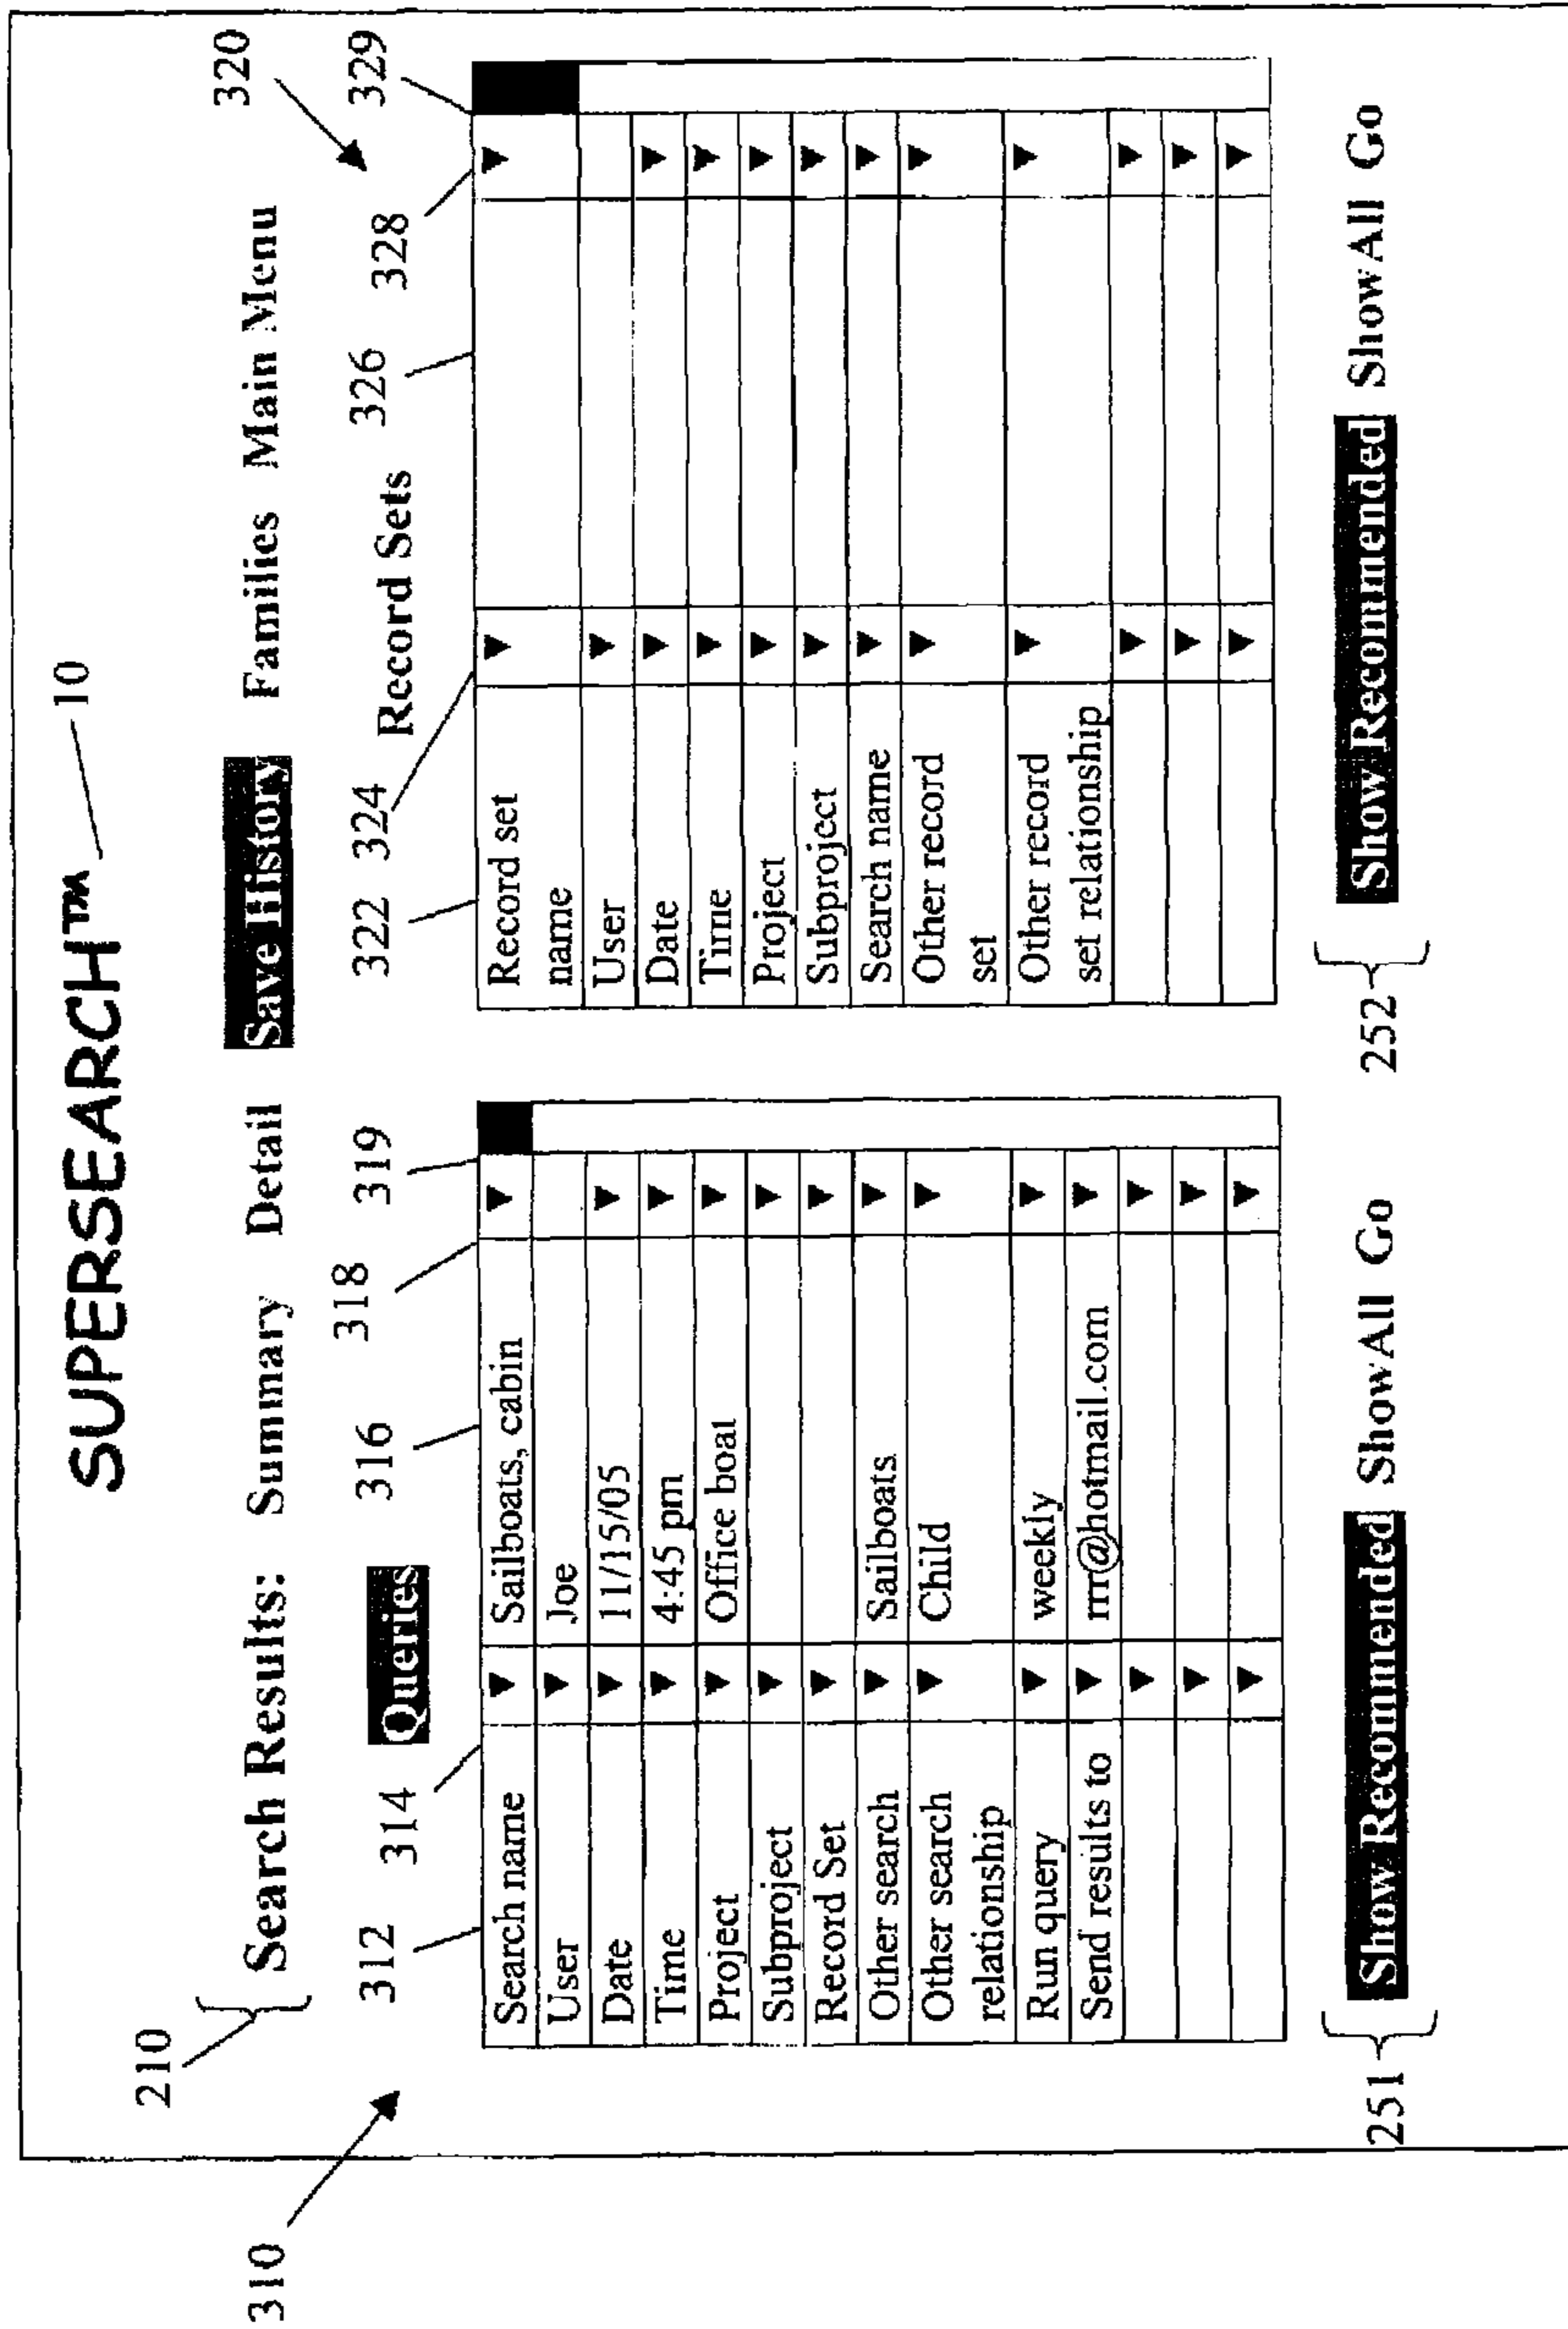 SUPERSEARCH™ 10
210 Search Results: Summary Detail Save History Families Main Menu
310 320
Queries Record Sets
312 314 316 318 319
322 324 326 328 329
Search name ▼ Sailboats, cabin ▼
User ▼ Joe
Date ▼ 11/15/05 ▼
Time ▼ 4:45 pm ▼
Project ▼ Office boat ▼
Subproject ▼ ▼
Record Set ▼ ▼
Other search ▼ Sailboats ▼
Other search ▼ Child ▼
relationship
Run query ▼ weekly ▼
Send results to ▼ rrr@hotmail.com ▼
Record set ▼ ▼
name
User ▼
Date ▼ ▼
Time ▼ ▼
Project ▼ ▼
Subproject ▼ ▼
Search name ▼ ▼
Other record ▼ ▼
set
Other record ▼ ▼
set relationship
251 Show Recommended Show All Go
252 Show Recommended Show All Go